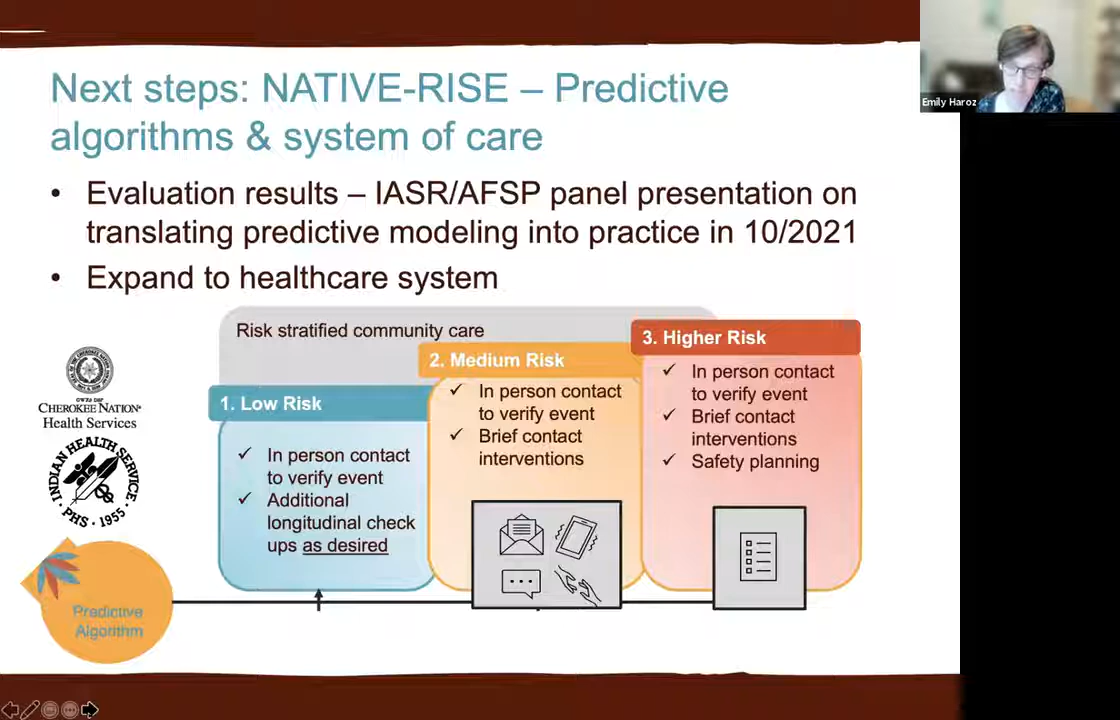 Next steps: NATIVE-RISE – Predictive
algorithms & system of care
• Evaluation results – IASR/AFSP panel presentation on
translating predictive modeling into practice in 10/2021
• Expand to healthcare system
Risk stratified community care
1. Low Risk
✓ In person contact
to verify event
✓ Additional
longitudinal check
ups as desired
2. Medium Risk
✓ In person contact
to verify event
✓ Brief contact
interventions
3. Higher Risk
✓ In person contact
to verify event
✓ Brief contact
interventions
✓ Safety planning
CHEROKEE NATION®
Health Services
INDIAN HEALTH SERVICE
PHS · 1955
Predictive
Algorithm
Emily Haroz